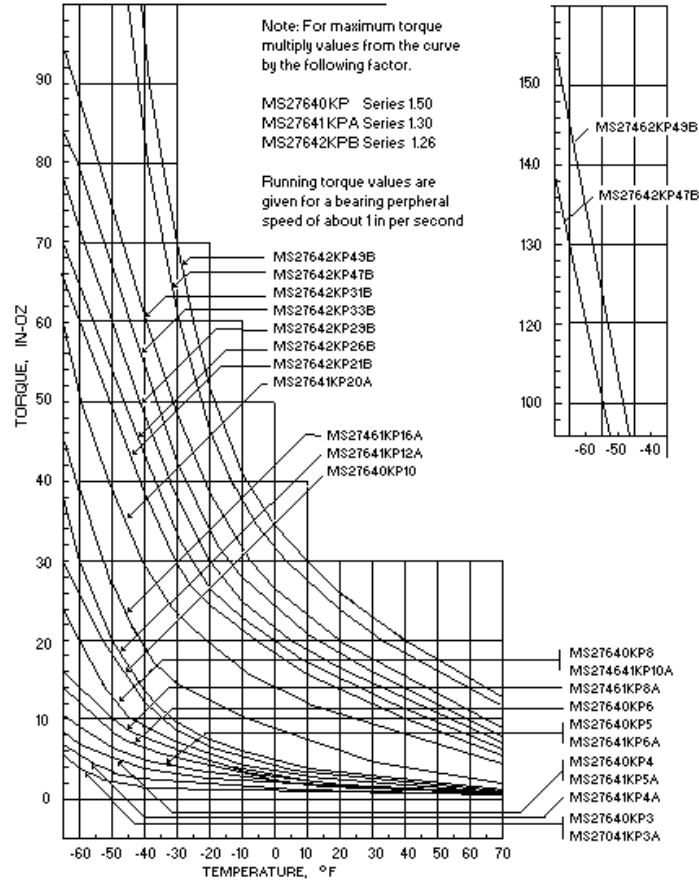 Note: For maximum torque
multiply values from the curve
by the following factor.
MS27640KP Series 1.50
MS27641KPA Series 1.30
MS27642KPB Series 1.26
Running torque values are
given for a bearing perpheral
speed of about 1 in per second
90
80
70
60
50
40
30
20
10
0
TORQUE, IN-OZ
MS27642KP49B
MS27642KP47B
MS27642KP31B
MS27642KP33B
MS27642KP29B
MS27642KP26B
MS27642KP21B
MS27641KP20A
MS27461KP16A
MS27641KP12A
MS27640KP10
MS27640KP8
MS274641KP10A
MS27461KP8A
MS27640KP6
MS27640KP5
MS27641KP6A
MS27640KP4
MS27641KP5A
MS27641KP4A
MS27640KP3
MS27041KP3A
-60 -50 -40 -30 -20 -10 0 10 20 30 40 50 60 70
TEMPERATURE, °F
150
140
130
120
100
MS27462KP49B
MS27642KP47B
-60 -50 -40